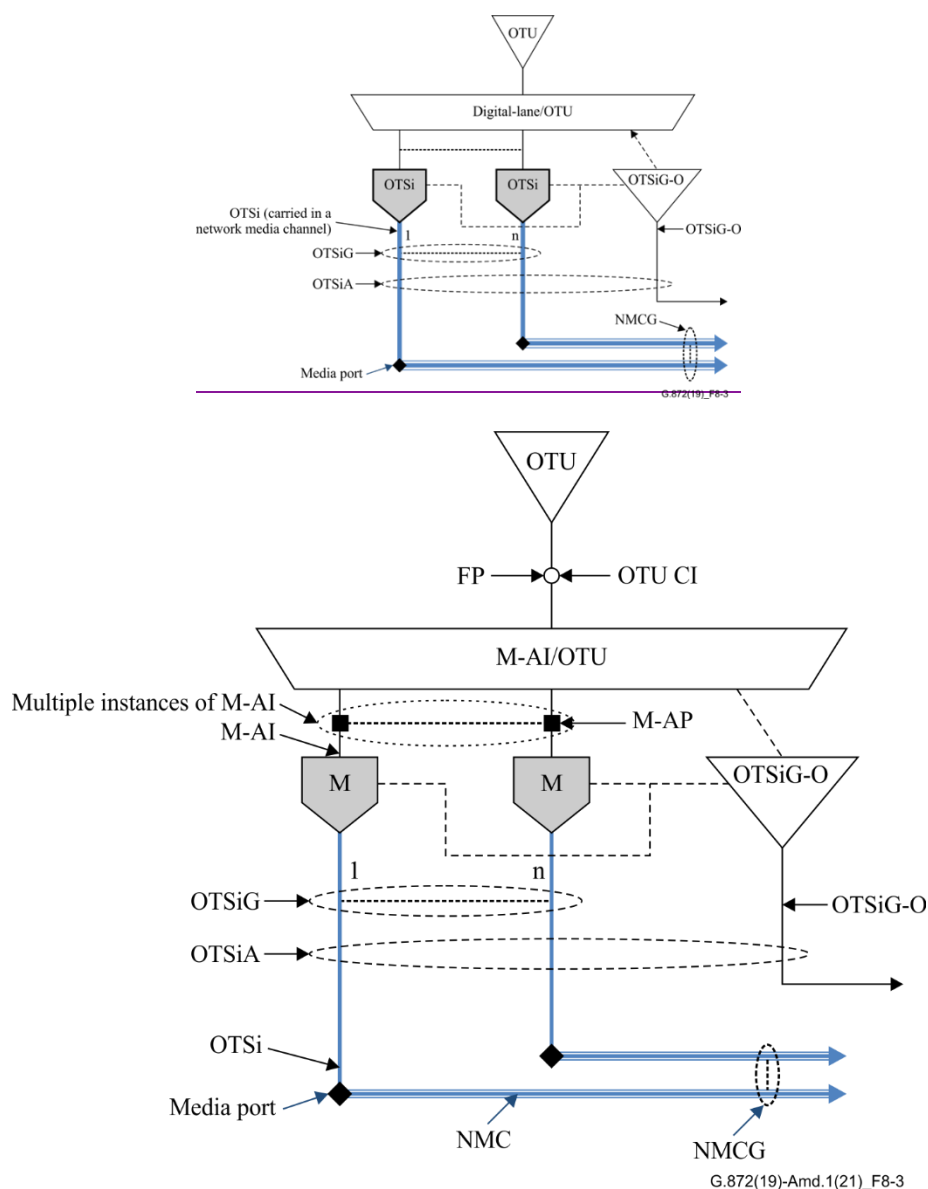 OTU
Digital-lane/OTU
OTSi
OTSi
OTSiG-O
OTSi (carried in a
network media channel)
1
n
OTSiG-O
OTSiG
OTSiA
NMCG
Media port
G.872(19)_F8-3
OTU
FP
OTU CI
M-AI/OTU
Multiple instances of M-AI
M-AP
M-AI
M
M
OTSiG-O
1
n
OTSiG
OTSiG-O
OTSiA
OTSi
Media port
NMC
NMCG
G.872(19)-Amd.1(21)_F8-3